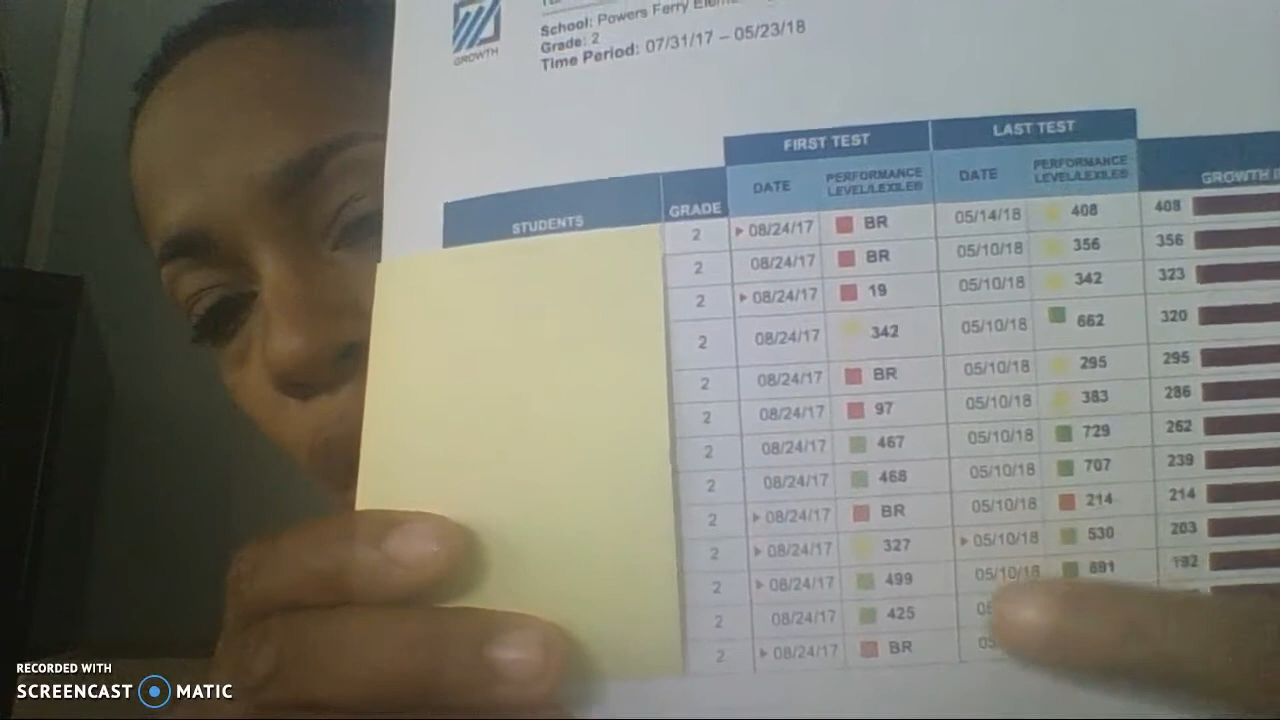 GROWTH
School: Powers Ferry
Grade: 2
Time Period: 07/31/17 – 05/23/18
FIRST TEST LAST TEST
STUDENTS GRADE DATE PERFORMANCE LEVEL/LEXILE® DATE PERFORMANCE LEVEL/LEXILE® GROWTH
2 08/24/17 BR 05/14/18 408 408
2 08/24/17 BR 05/10/18 356 356
2 08/24/17 19 05/10/18 342 323
2 08/24/17 342 05/10/18 662 320
2 08/24/17 BR 05/10/18 295 295
2 08/24/17 97 05/10/18 383 286
2 08/24/17 467 05/10/18 729 262
2 08/24/17 468 05/10/18 707 239
2 08/24/17 BR 05/10/18 214 214
2 08/24/17 327 05/10/18 530 203
2 08/24/17 499 05/10/18 691 192
2 08/24/17 425
2 08/24/17 BR
RECORDED WITH
SCREENCAST MATIC